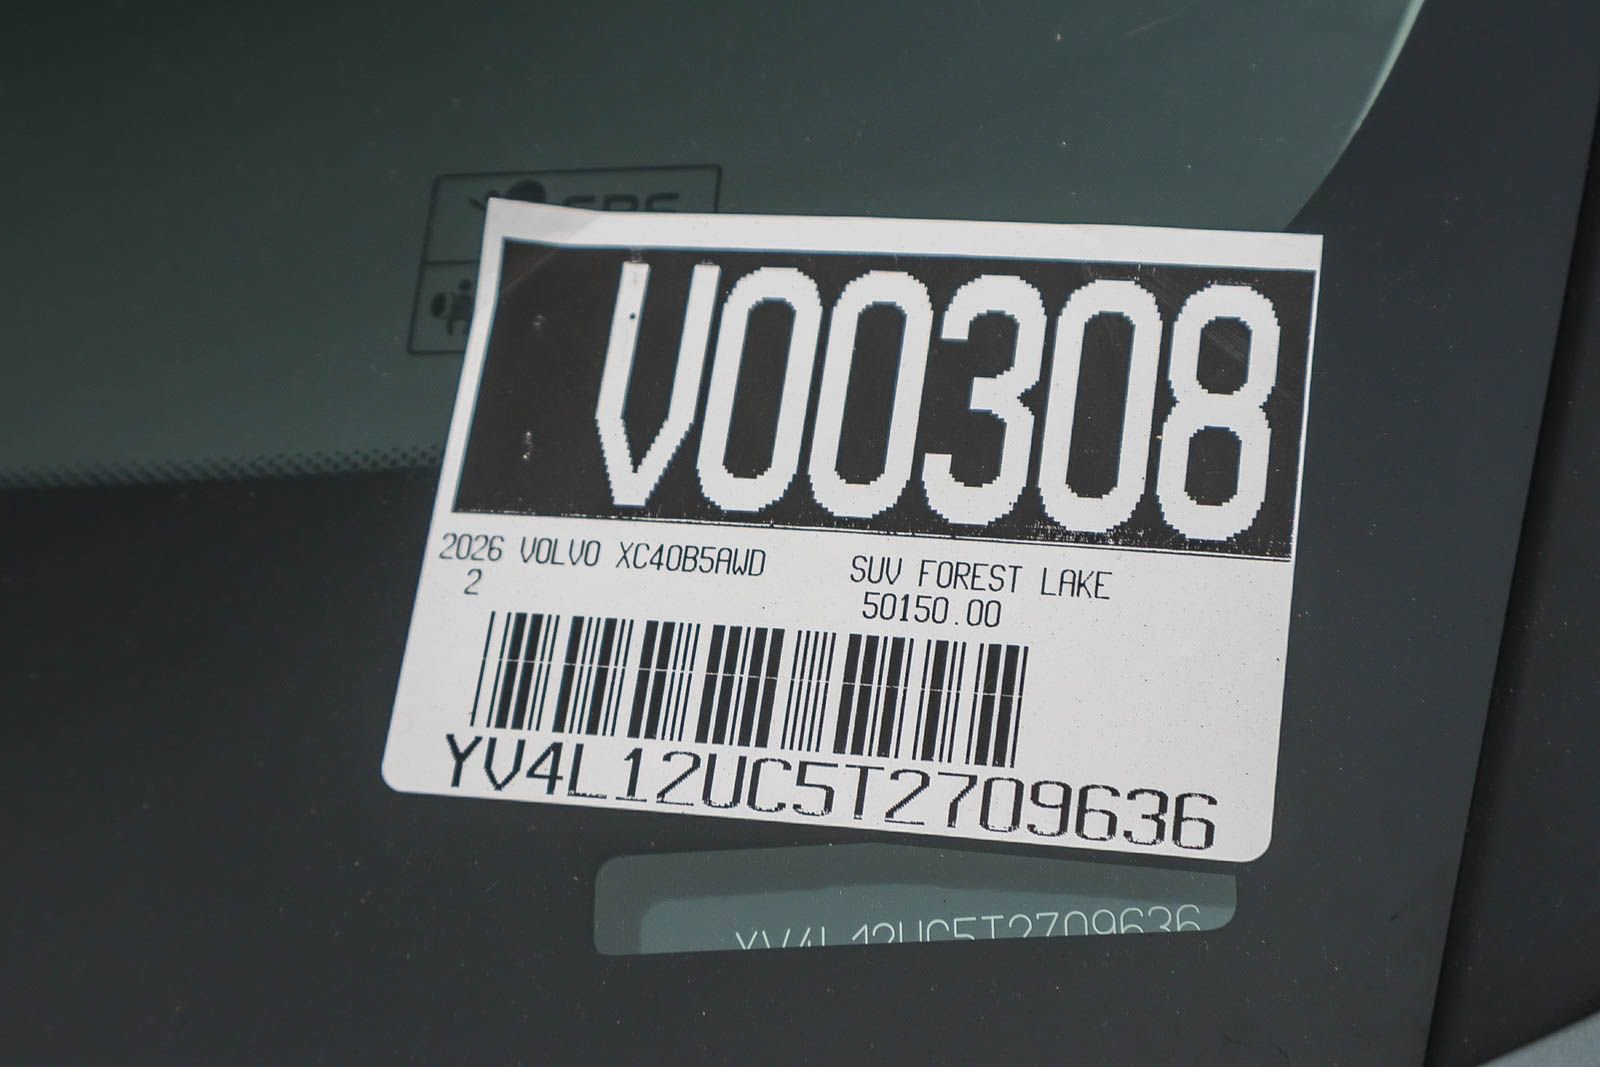 V00308
2026 VOLVO XC40B5AWD SUV FOREST LAKE
2 50150.00
YV4L12UC5T2709636
YV4L12UC5T2709636